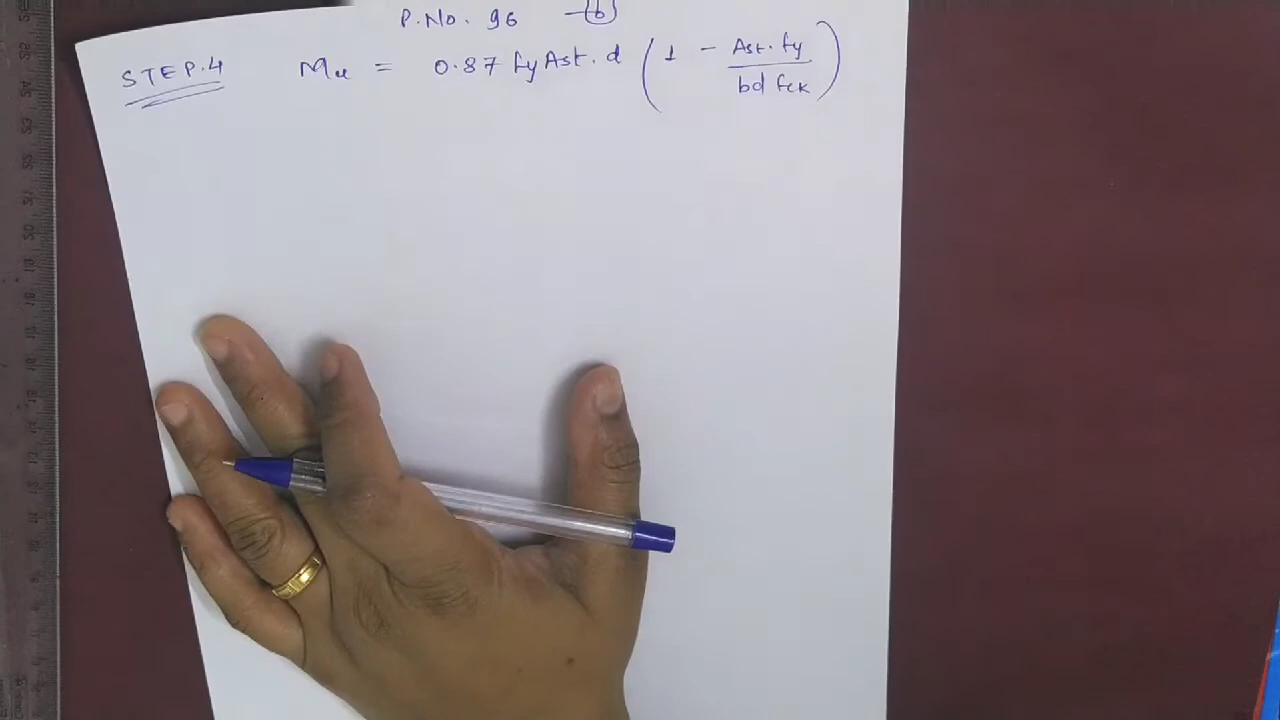 P.No. 96 b
STEP.4 Mu = 0.87 fy Ast. d (1 - Ast. fy / bd fck)